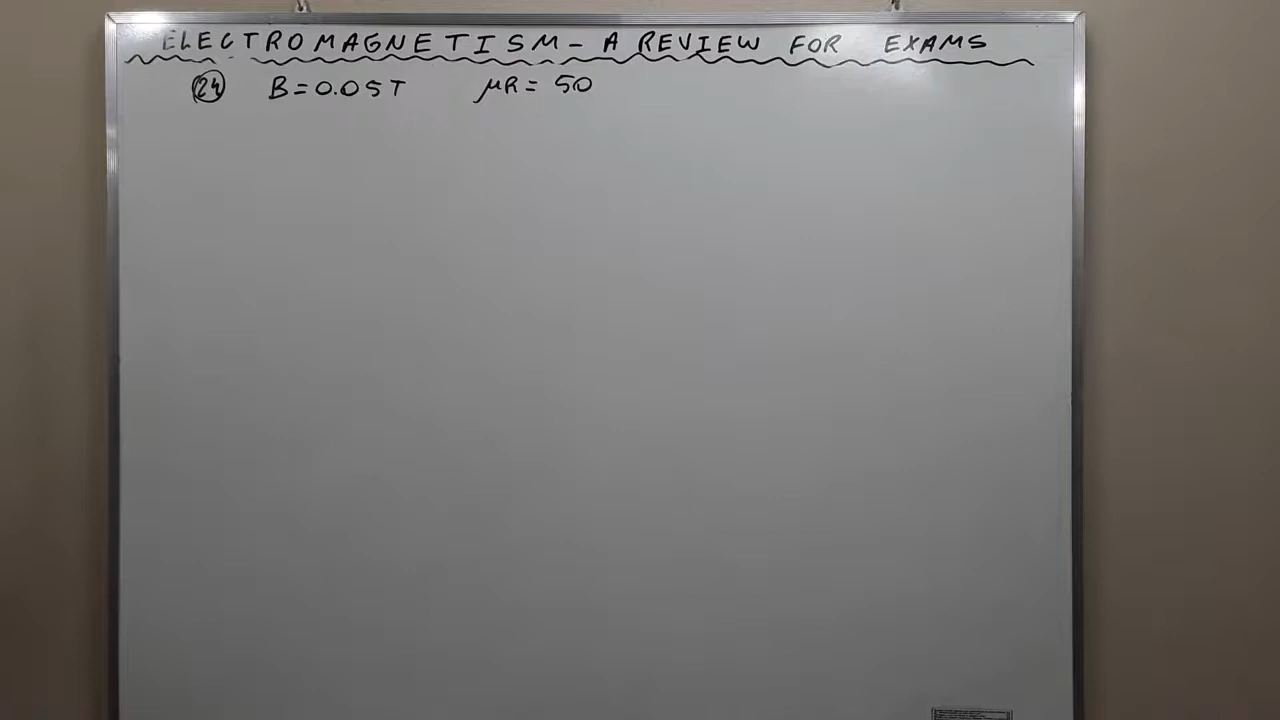 ELECTROMAGNETISM - A REVIEW FOR EXAMS
24 B = 0.05T μR = 50